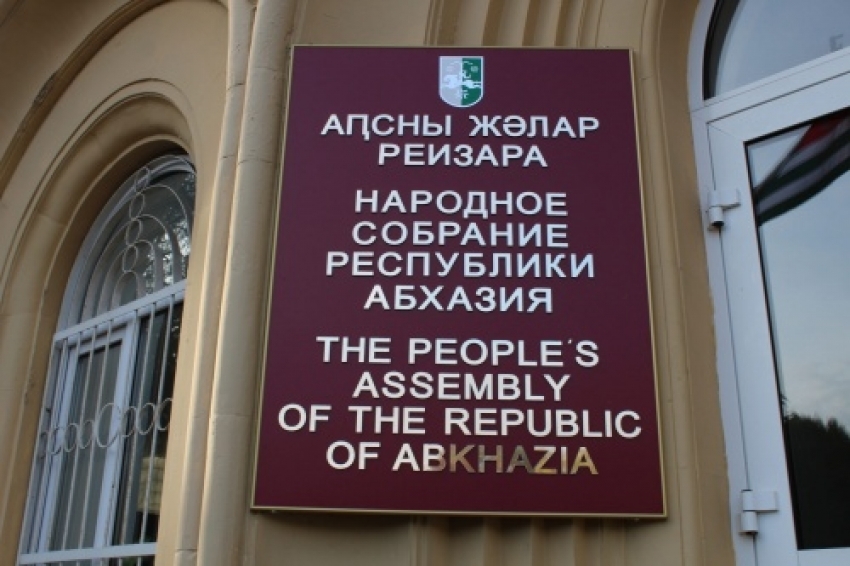 АԤСНЫ ЖӘЛАР
РЕИЗАРА
НАРОДНОЕ
СОБРАНИЕ
РЕСПУБЛИКИ
АБХАЗИЯ
THE PEOPLE'S
ASSEMBLY
OF THE REPUBLIC
OF ABKHAZIA